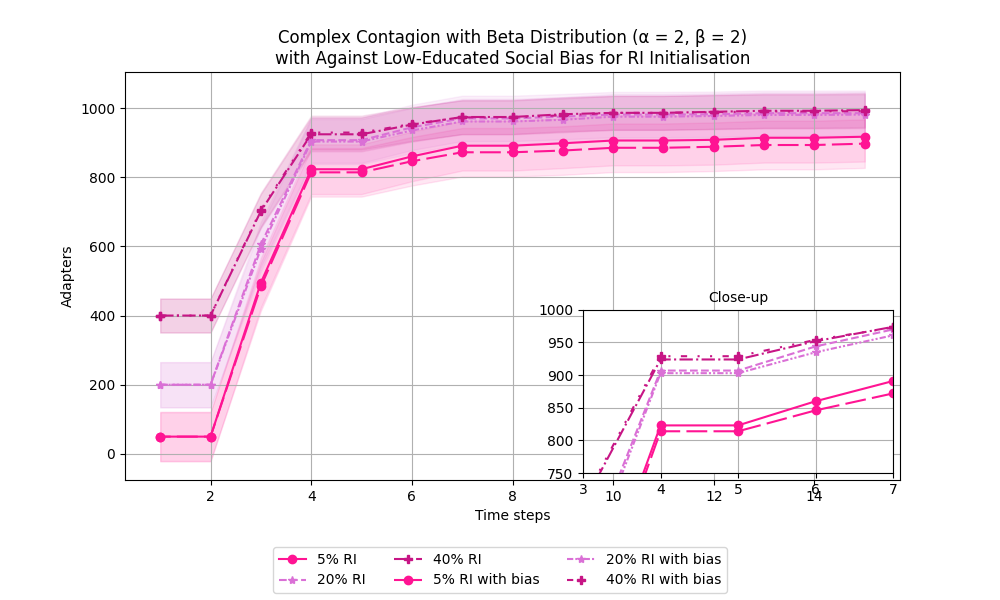 Complex Contagion with Beta Distribution (α = 2, β = 2)
with Against Low-Educated Social Bias for RI Initialisation
Adapters
1000
800
600
400
200
0
2 4 6 8 10 12 14
Time steps
Close-up
1000
950
900
850
800
750
3 4 5 6 7
5% RI 40% RI 20% RI with bias
20% RI 5% RI with bias 40% RI with bias